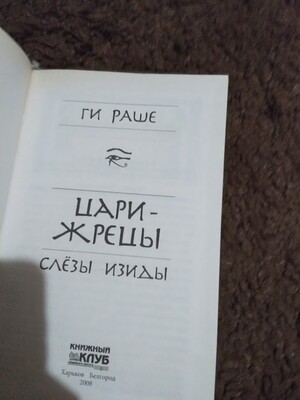 ГИ РАШЕ
ЦАРИ-
ЖРЕЦЫ
СЛЁЗЫ ИЗИДЫ
КНИЖНЫЙ
КЛУБ
Харьков Белгород
2008